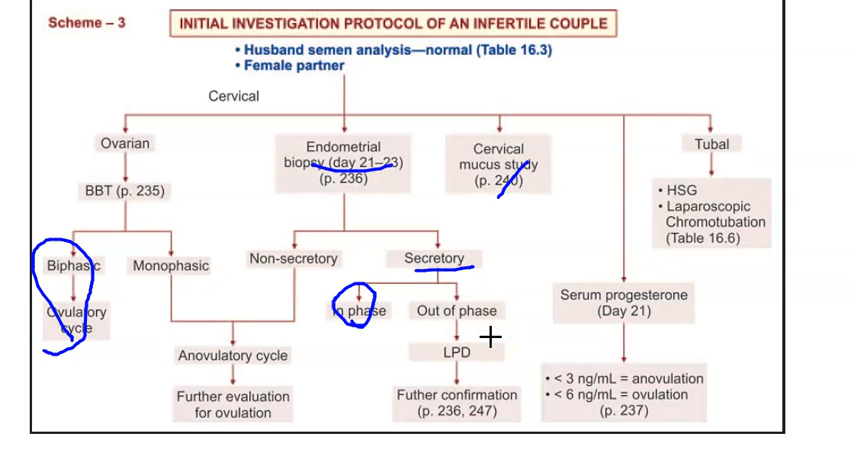 Scheme – 3
INITIAL INVESTIGATION PROTOCOL OF AN INFERTILE COUPLE
• Husband semen analysis—normal (Table 16.3)
• Female partner
Cervical
Ovarian
BBT (p. 235)
Biphasic
Ovulatory
cycle
Monophasic
Endometrial
biopsy (day 21–23)
(p. 236)
Non-secretory
Anovulatory cycle
Further evaluation
for ovulation
Secretory
In phase
Out of phase
LPD
Futher confirmation
(p. 236, 247)
Cervical
mucus study
(p. 240)
Serum progesterone
(Day 21)
• < 3 ng/mL = anovulation
• < 6 ng/mL = ovulation
(p. 237)
Tubal
• HSG
• Laparoscopic
Chromotubation
(Table 16.6)